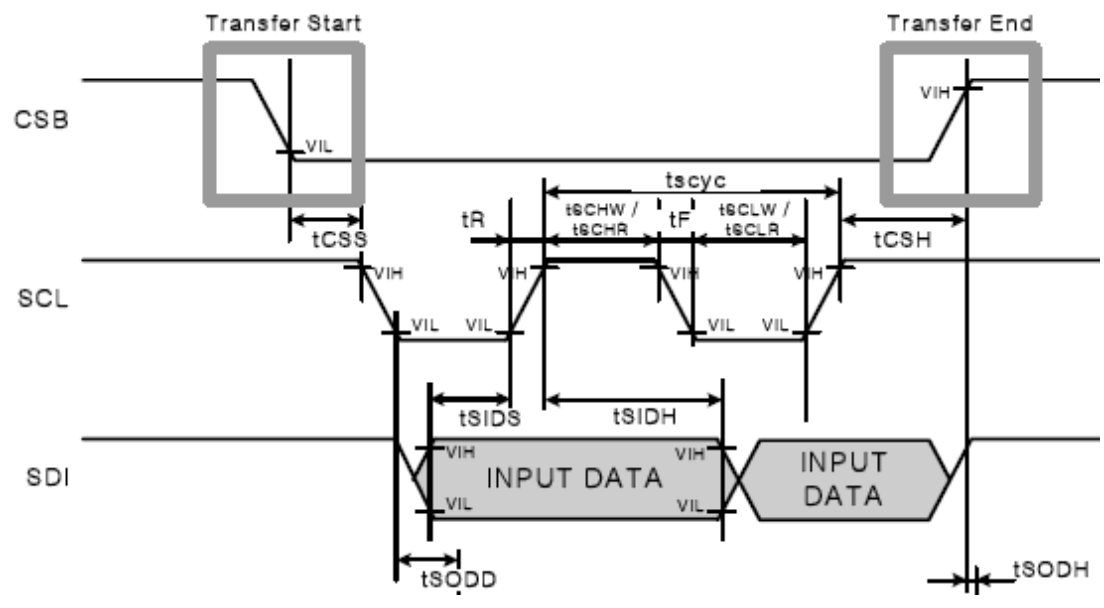 Transfer Start
Transfer End
CSB
VIL
VIH
tscyc
tR
tSCHW /
tSCHR
tF
tSCLW /
tSCLR
tCSS
tCSH
SCL
VIH
VIH
VIH
VIH
VIL
VIL
VIL
VIL
tSIDS
tSIDH
SDI
VIH
VIH
INPUT DATA
INPUT
DATA
VIL
VIL
tSODD
tSODH